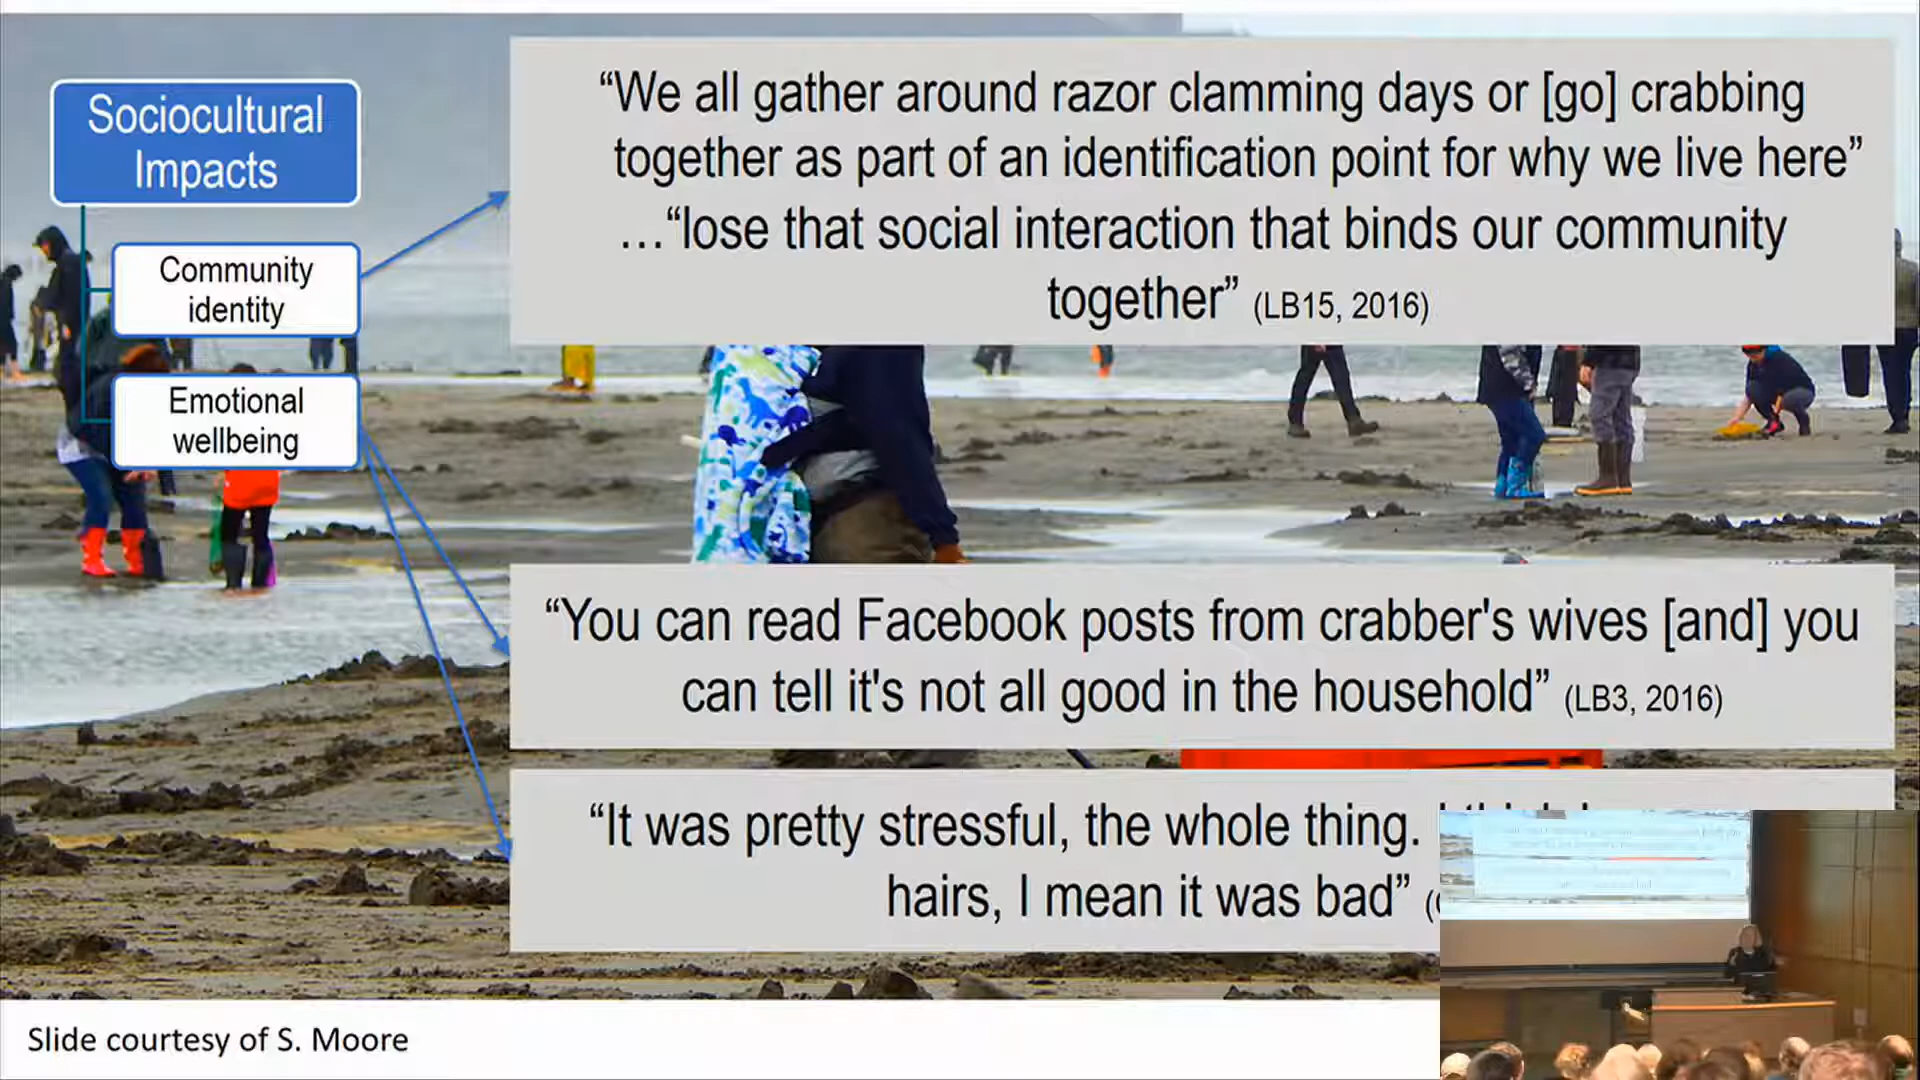 Sociocultural
Impacts
Community
identity
Emotional
wellbeing
“We all gather around razor clamming days or [go] crabbing
together as part of an identification point for why we live here”
…“lose that social interaction that binds our community
together” (LB15, 2016)
“You can read Facebook posts from crabber's wives [and] you
can tell it's not all good in the household” (LB3, 2016)
“It was pretty stressful, the whole thing.
hairs, I mean it was bad”
Slide courtesy of S. Moore